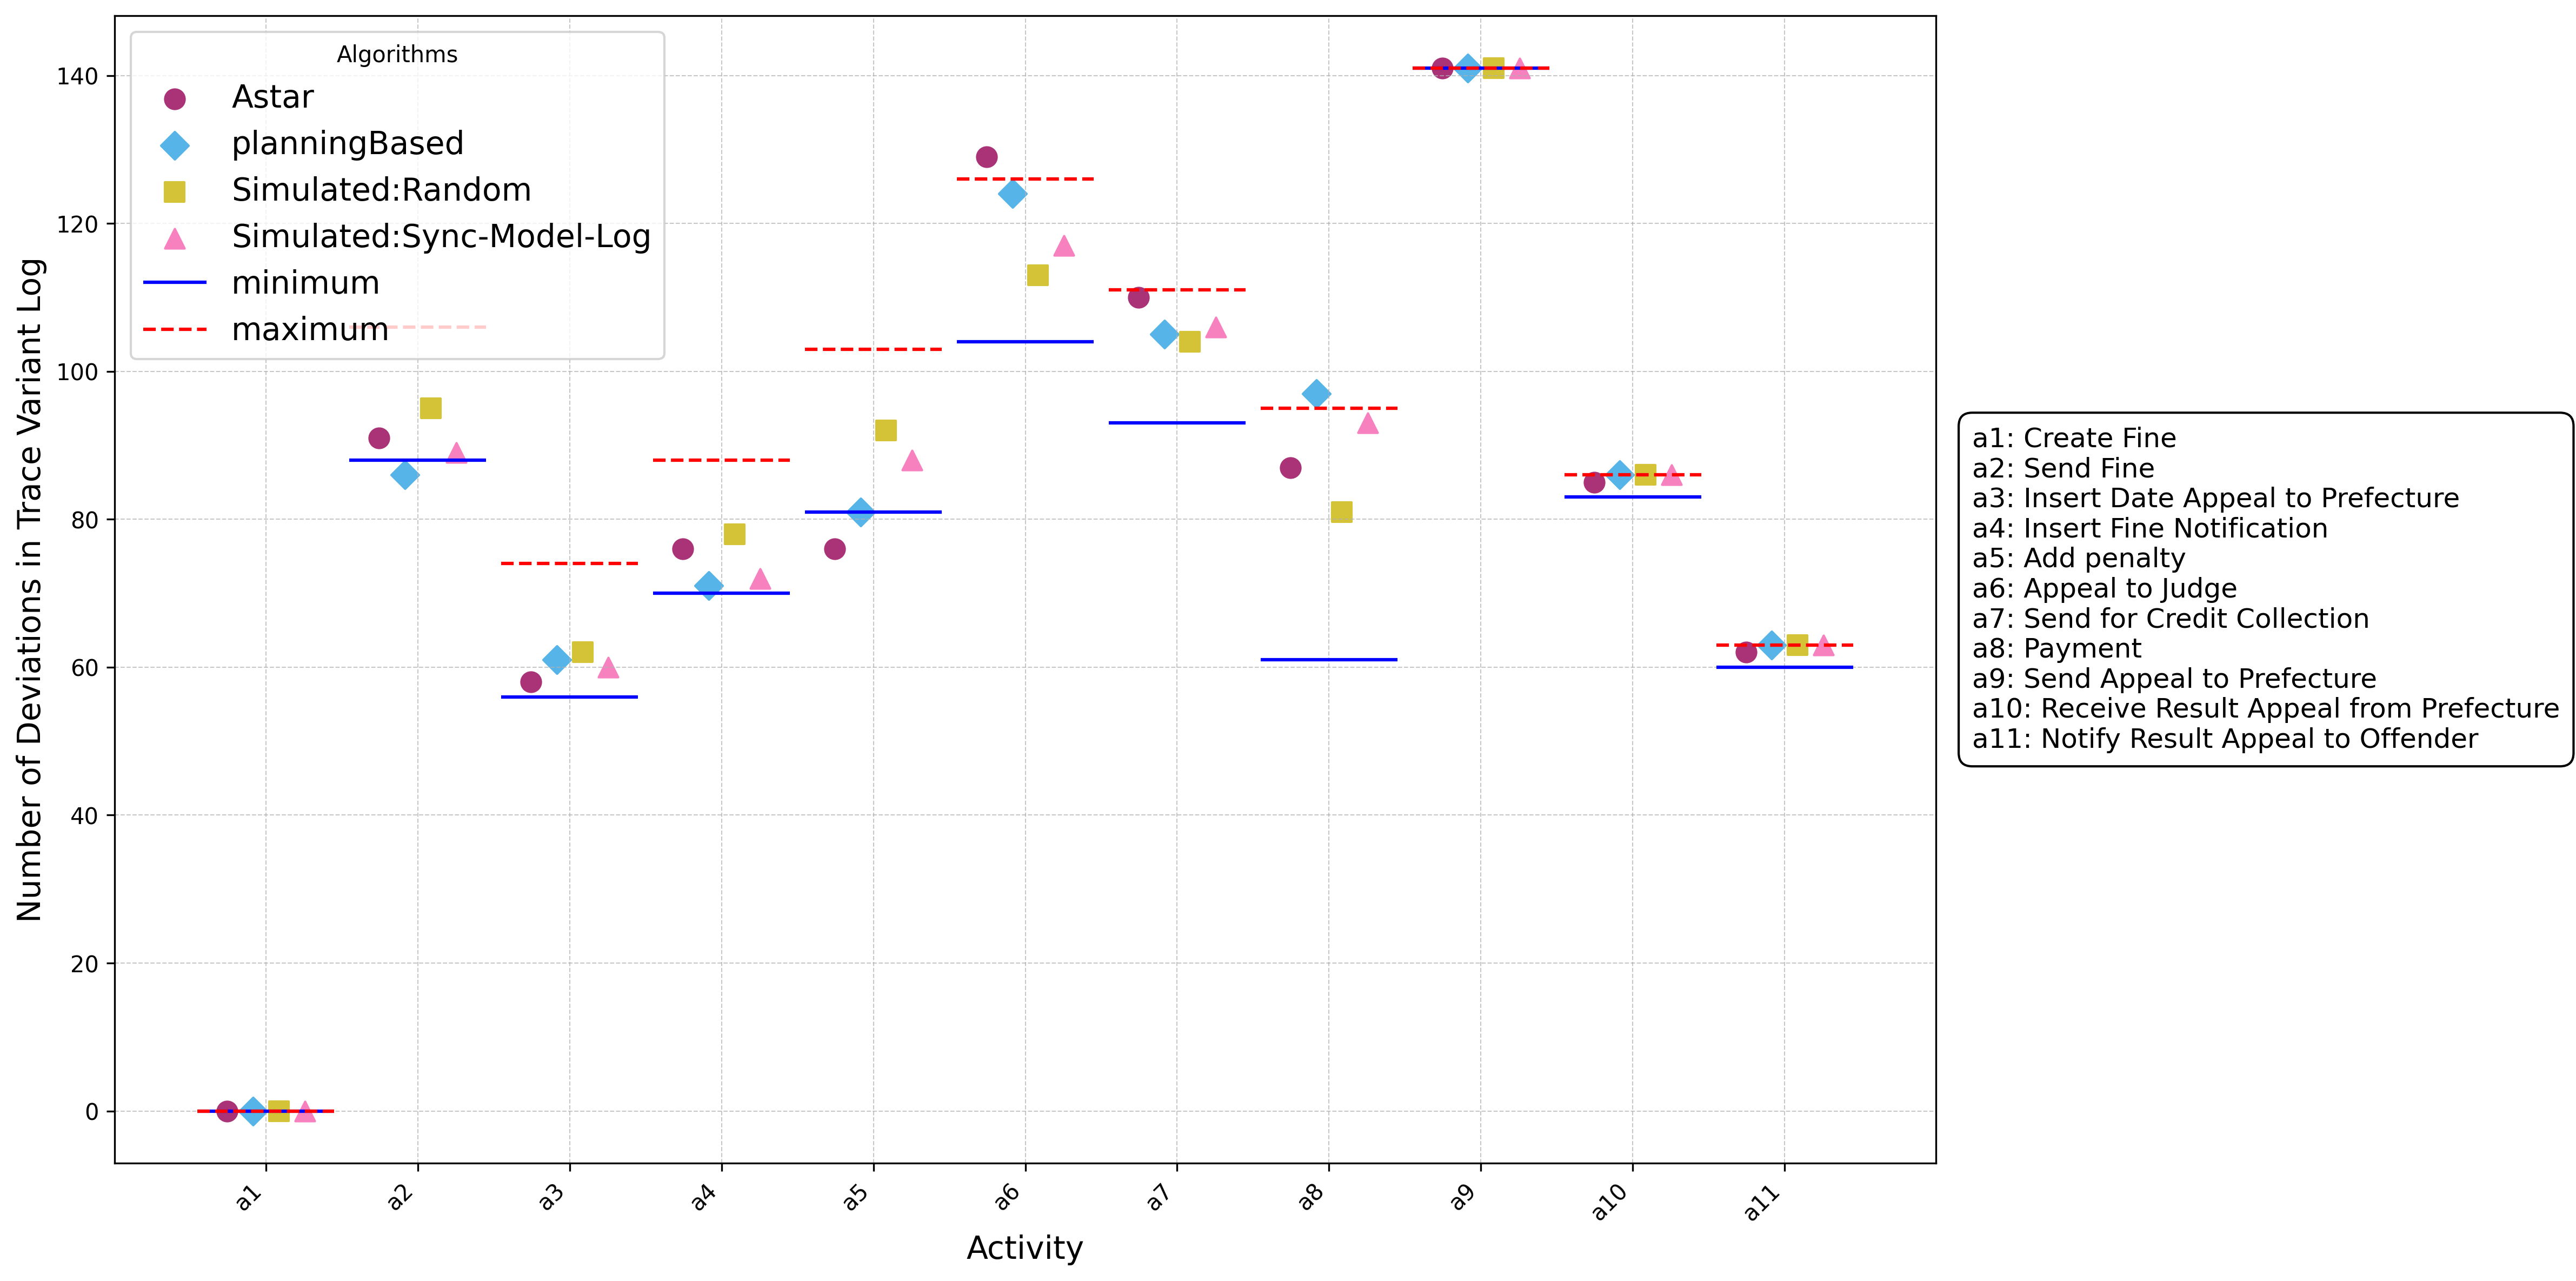 Algorithms
Astar
planningBased
Simulated:Random
Simulated:Sync-Model-Log
minimum
maximum
Number of Deviations in Trace Variant Log
140
120
100
80
60
40
20
0
a1
a2
a3
a4
a5
a6
a7
a8
a9
a10
a11
Activity
a1: Create Fine
a2: Send Fine
a3: Insert Date Appeal to Prefecture
a4: Insert Fine Notification
a5: Add penalty
a6: Appeal to Judge
a7: Send for Credit Collection
a8: Payment
a9: Send Appeal to Prefecture
a10: Receive Result Appeal from Prefecture
a11: Notify Result Appeal to Offender